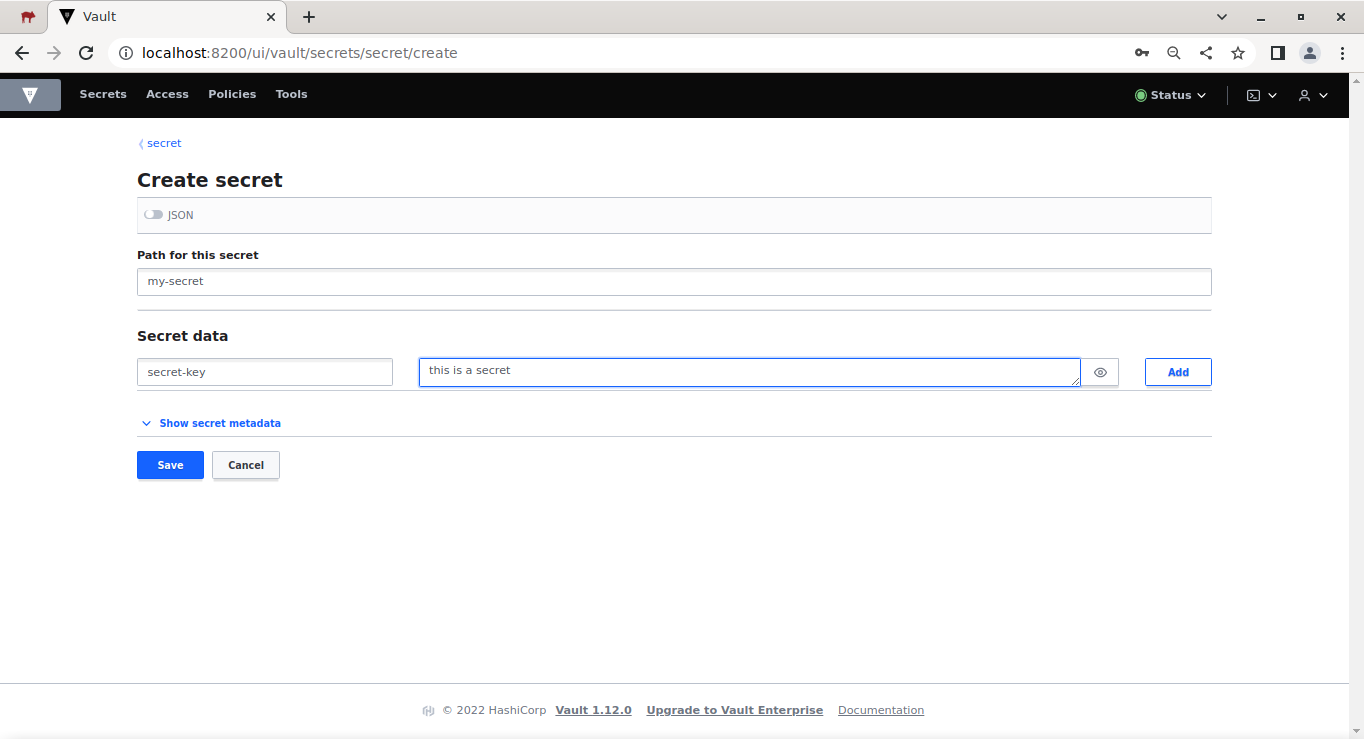 Vault
localhost:8200/ui/vault/secrets/secret/create
Secrets Access Policies Tools Status
secret
Create secret
JSON
Path for this secret
my-secret
Secret data
secret-key this is a secret Add
Show secret metadata
Save Cancel
© 2022 HashiCorp Vault 1.12.0 Upgrade to Vault Enterprise Documentation